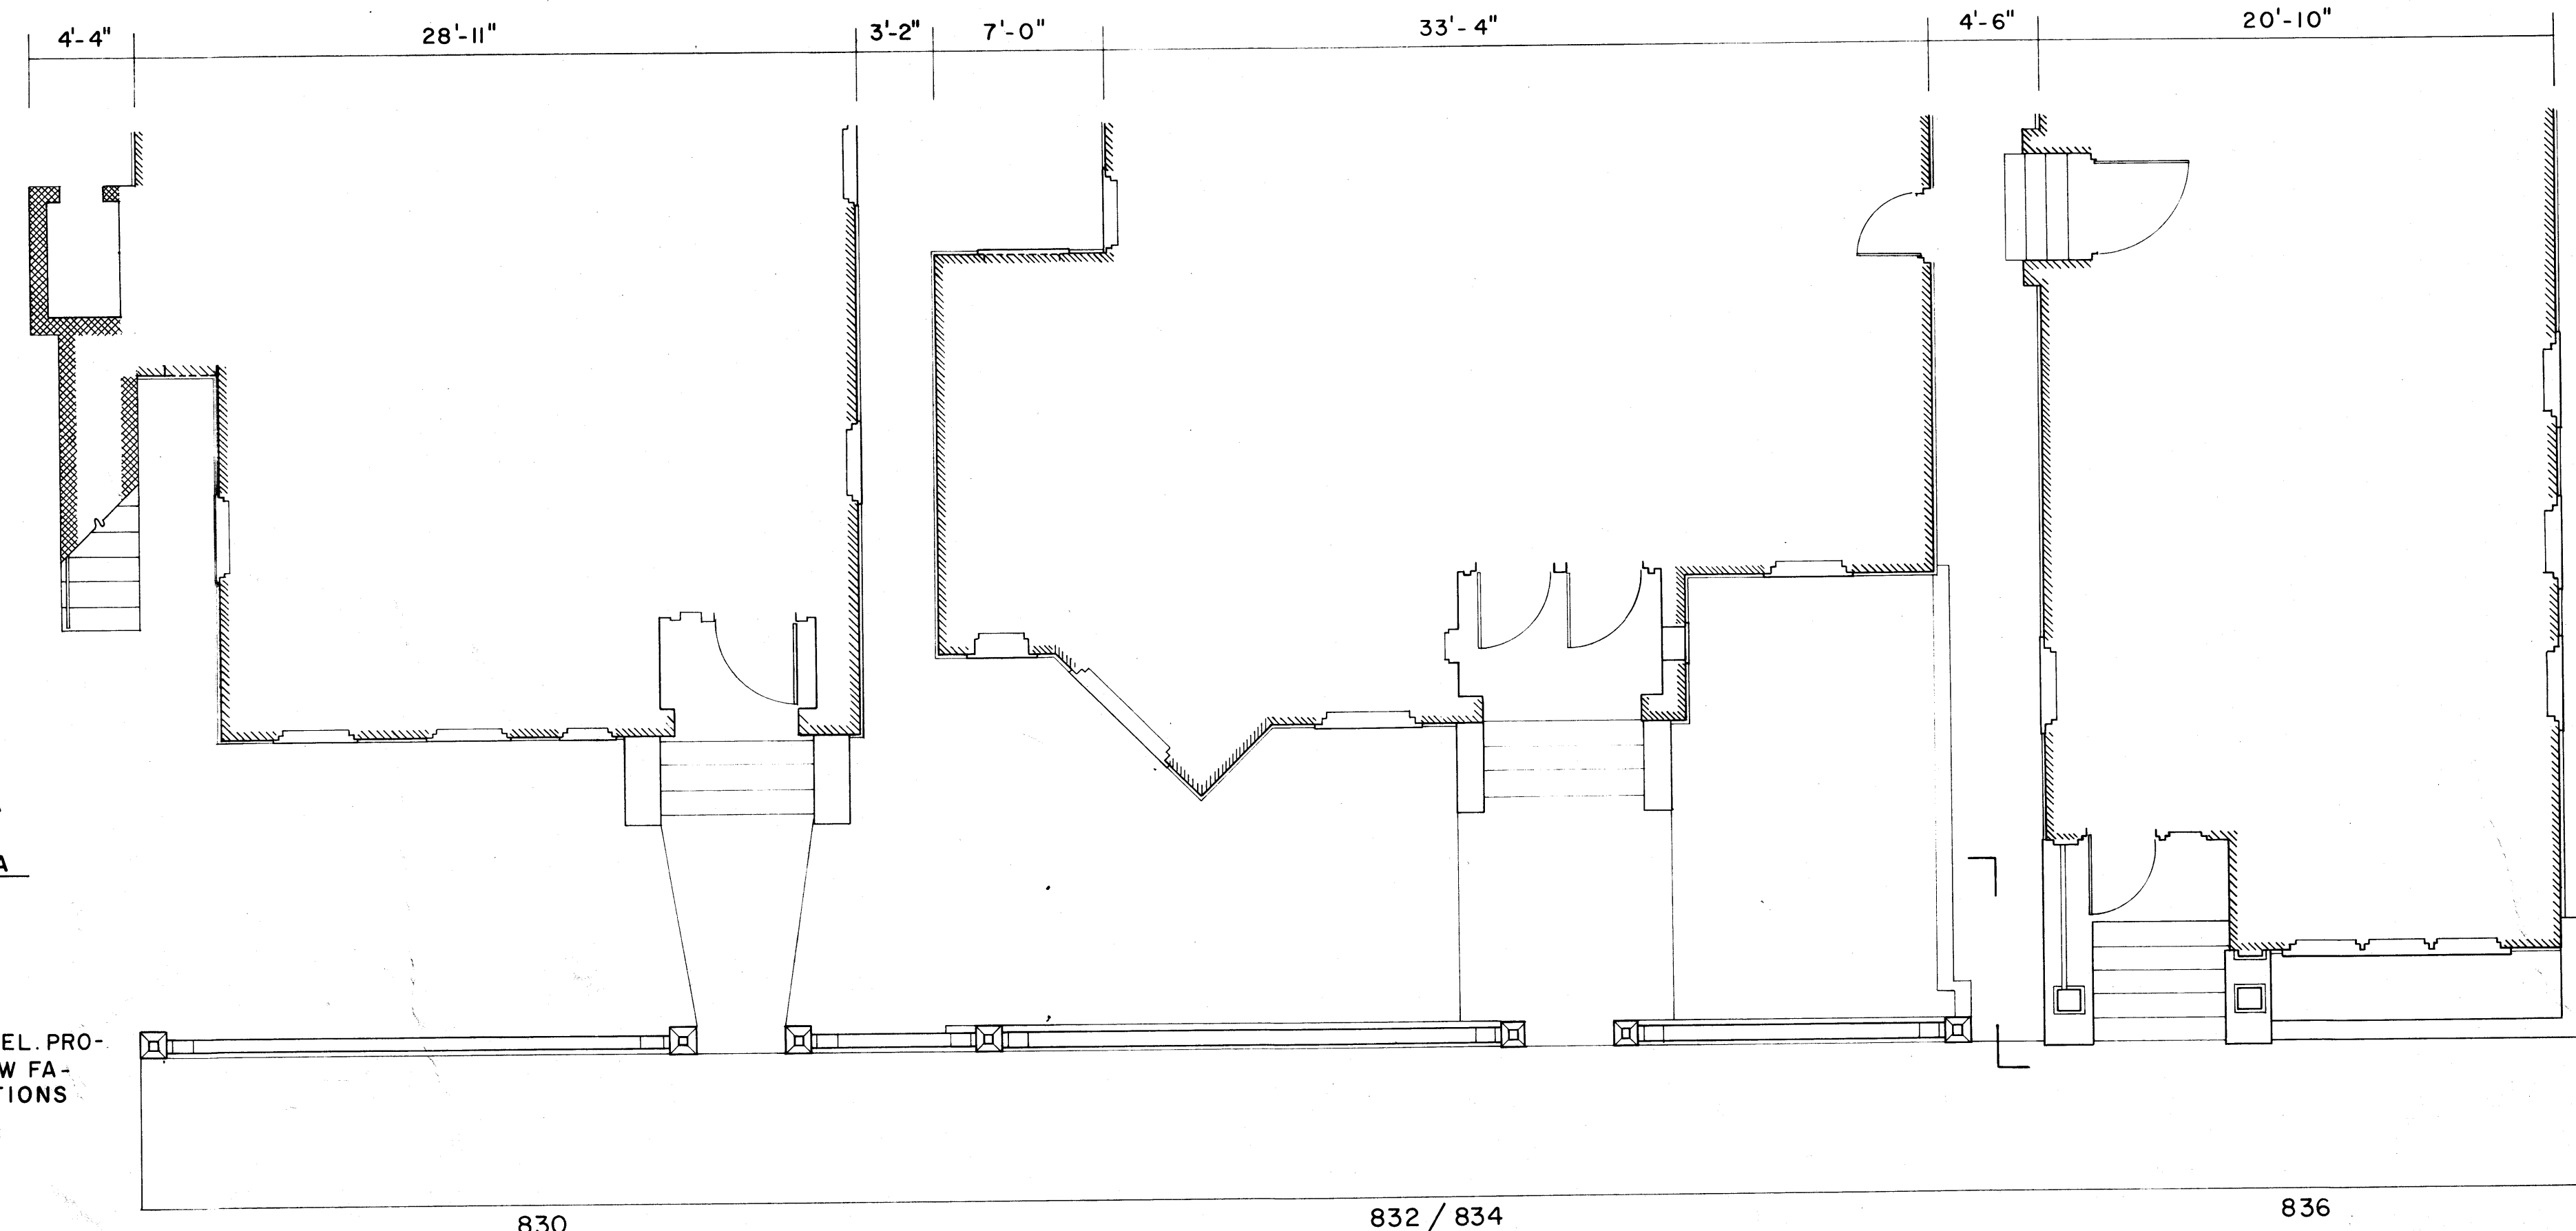 4'-4" 28'-11" 3'-2" 7'-0" 33'-4" 4'-6" 20'-10"
A
EL. PRO-
W FA-
TIONS
830 832 / 834 836